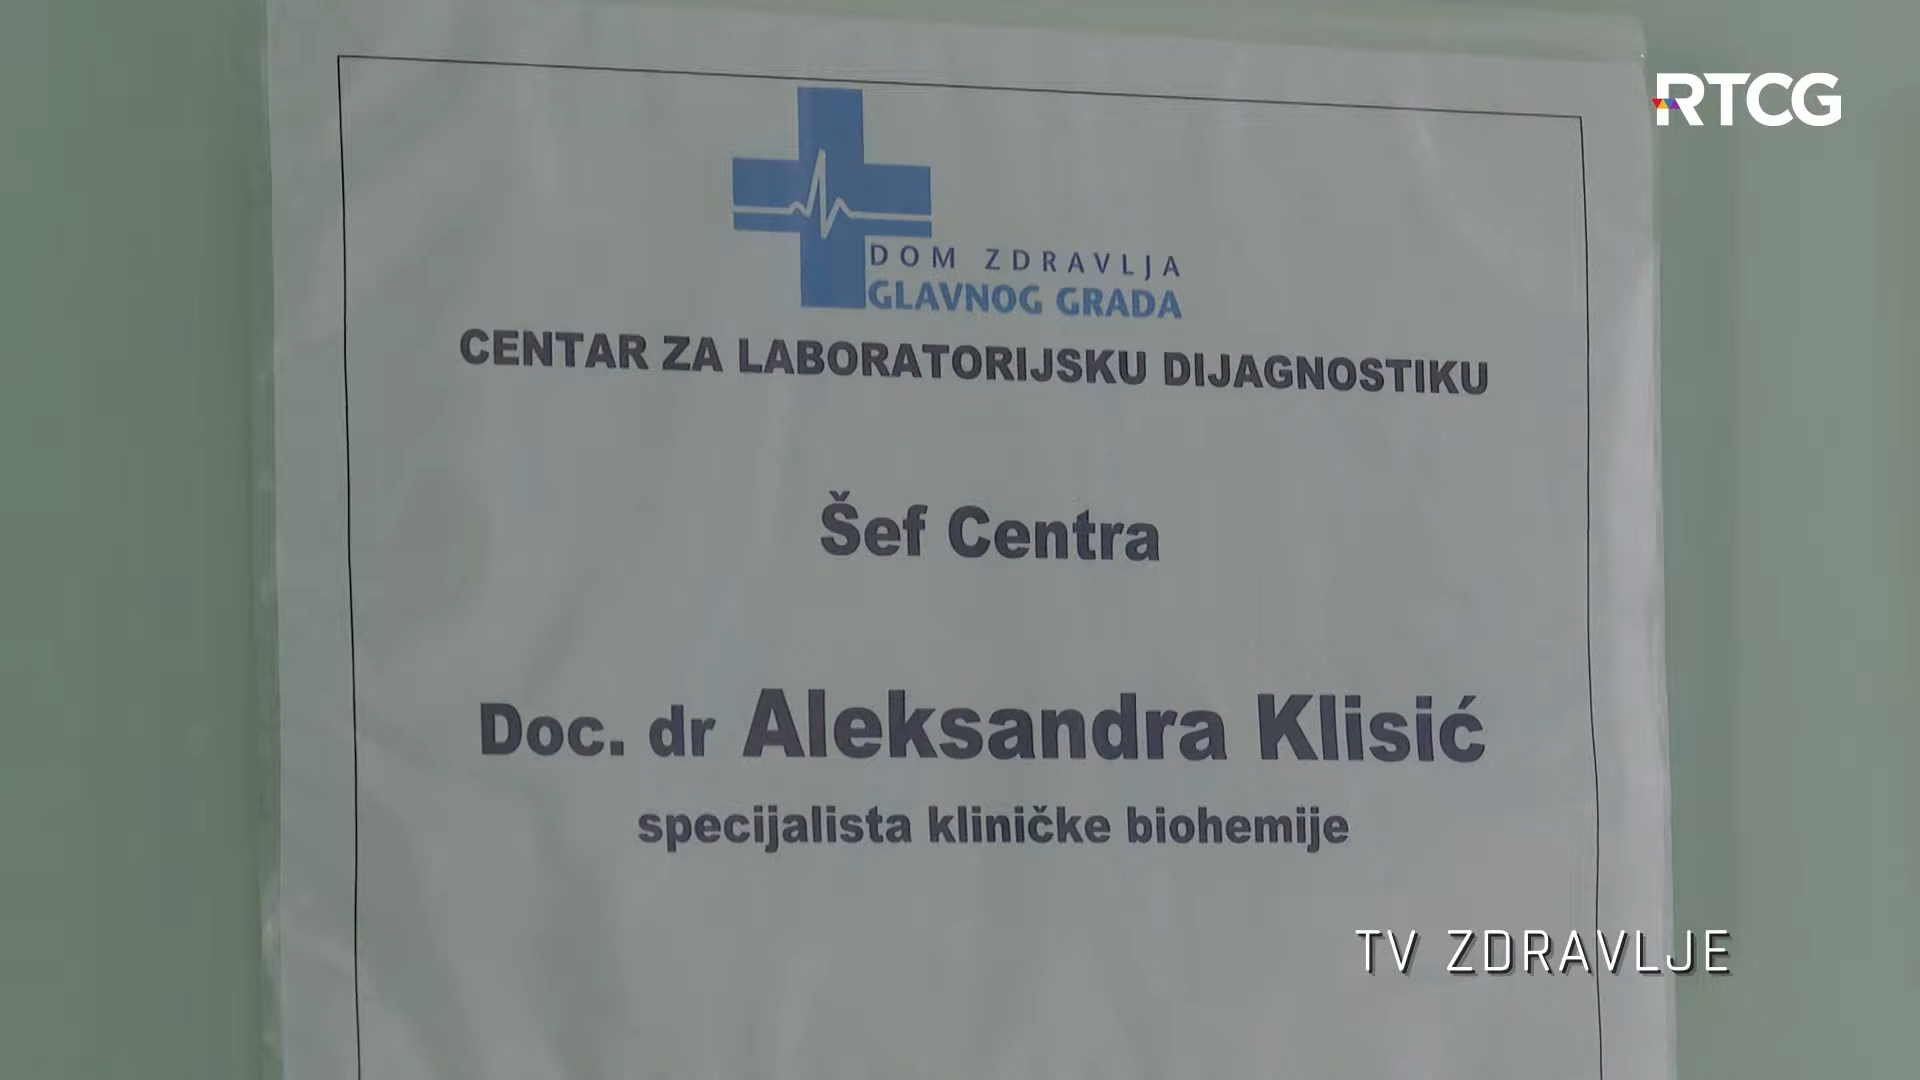 RTCG
DOM ZDRAVLJA
GLAVNOG GRADA
CENTAR ZA LABORATORIJSKU DIJAGNOSTIKU
Šef Centra
Doc. dr Aleksandra Klisić
specijalista kliničke biohemije
TV ZDRAVLJE